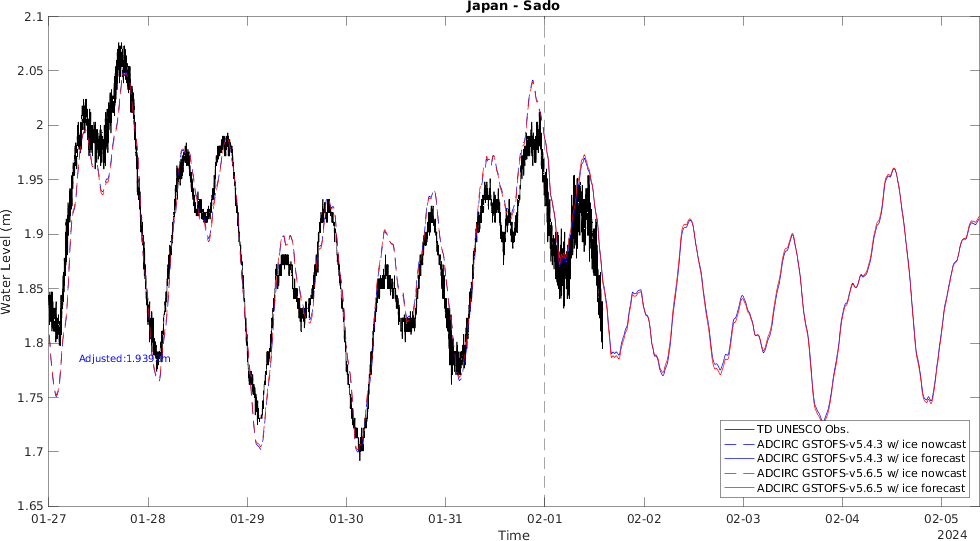 Japan - Sado
2.1
2.05
2
1.95
1.9
1.85
1.8
1.75
1.7
1.65
Water Level (m)
TD UNESCO Obs.
ADCIRC GSTOFS-v5.4.3 w/ ice nowcast
ADCIRC GSTOFS-v5.4.3 w/ ice forecast
ADCIRC GSTOFS-v5.6.5 w/ ice nowcast
ADCIRC GSTOFS-v5.6.5 w/ ice forecast
01-27 01-28 01-29 01-30 01-31 02-01 02-02 02-03 02-04 02-05
Time
2024